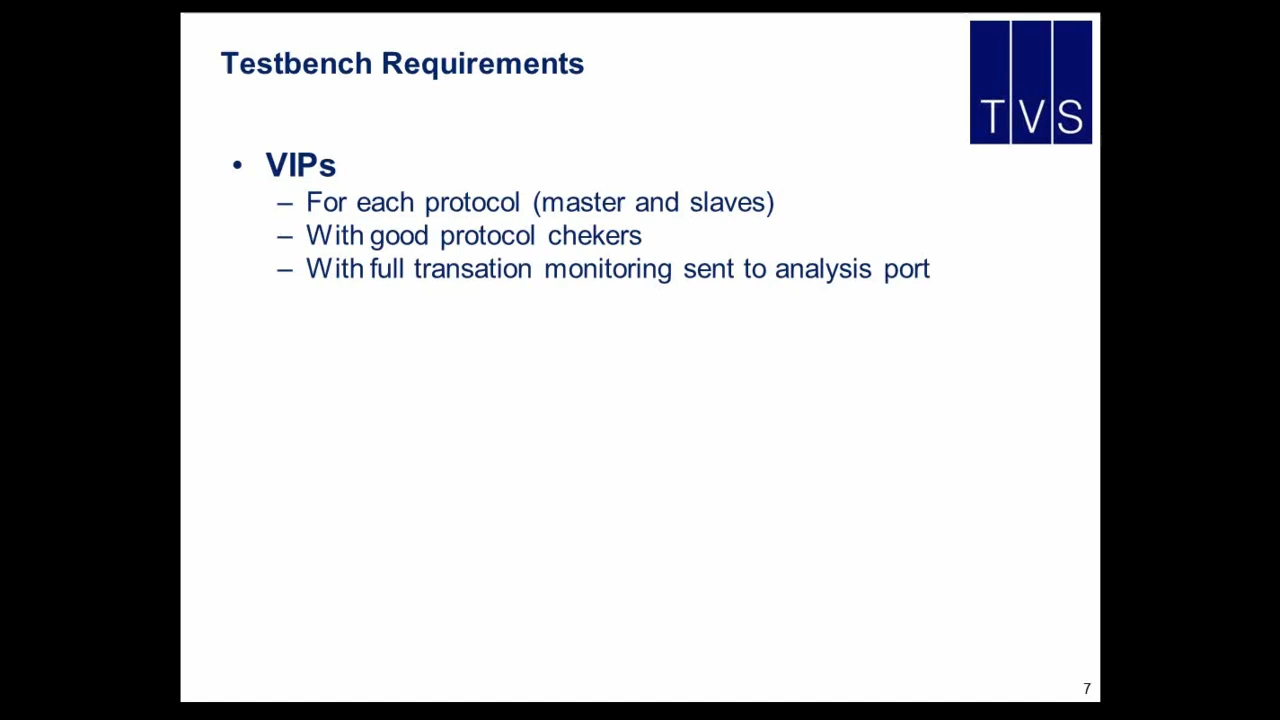 Testbench Requirements
TVS
• VIPs
– For each protocol (master and slaves)
– With good protocol chekers
– With full transation monitoring sent to analysis port
7